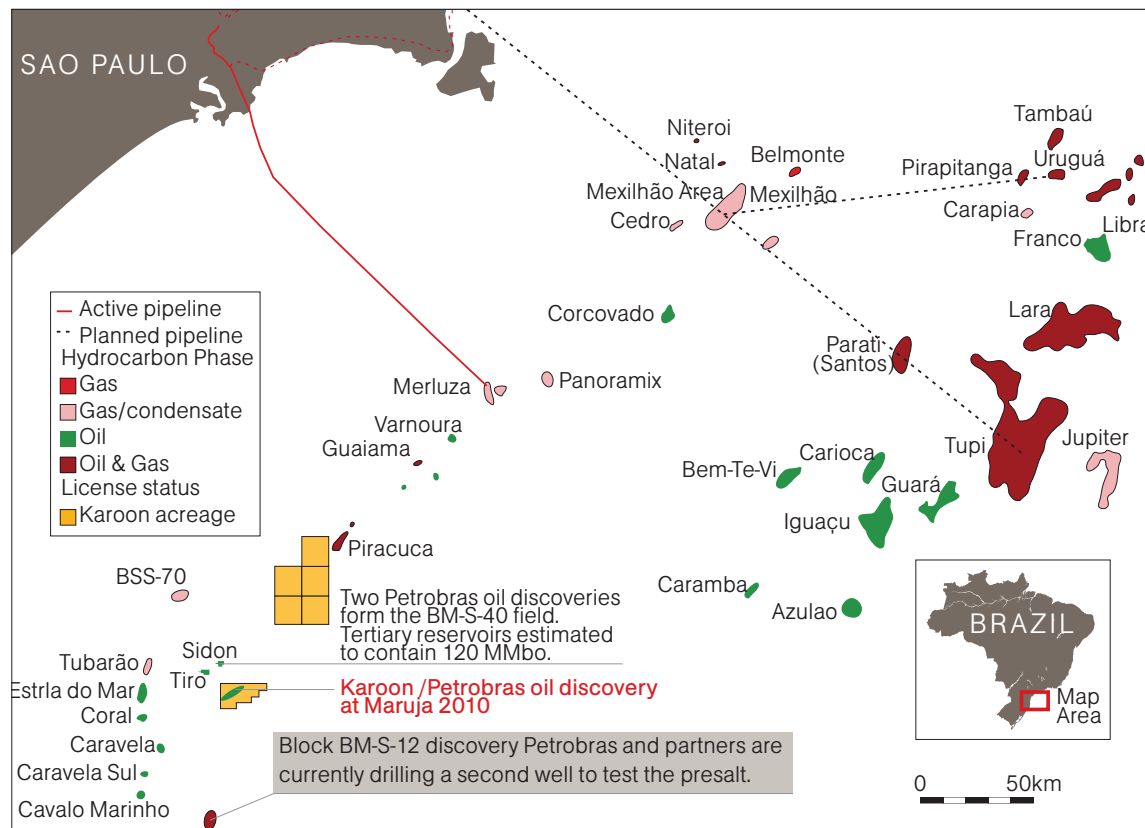 SAO PAULO
Niteroi
Natal
Belmonte
Mexilhão Area
Mexilhão
Cedro
Tambaú
Pirapitanga
Uruguá
Carapia
Libra
Franco
Active pipeline
Planned pipeline
Hydrocarbon Phase
Gas
Gas/condensate
Oil
Oil & Gas
License status
Karoon acreage
Corcovado
Lara
Parati
(Santos)
Merluza
Panoramix
Varnoura
Guaiama
Tupi
Jupiter
Bem-Te-Vi
Carioca
Guará
Iguaçu
Piracuca
BSS-70
Two Petrobras oil discoveries
form the BM-S-40 field.
Tertiary reservoirs estimated
to contain 120 MMbo.
Caramba
Azulao
Sidon
Tubarão
Tiro
Estrla do Mar
Karoon /Petrobras oil discovery
at Maruja 2010
Coral
Caravela
Block BM-S-12 discovery Petrobras and partners are
currently drilling a second well to test the presalt.
Caravela Sul
Cavalo Marinho
BRAZIL
Map
Area
0 50km